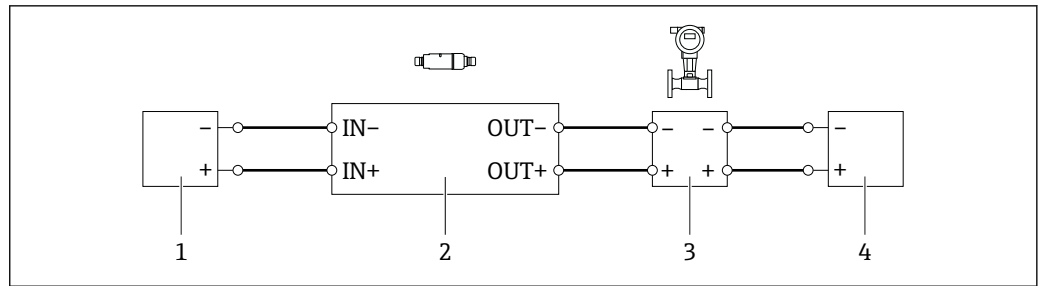 − IN− OUT− − − −
+ IN+ OUT+ + + +
1 2 3 4